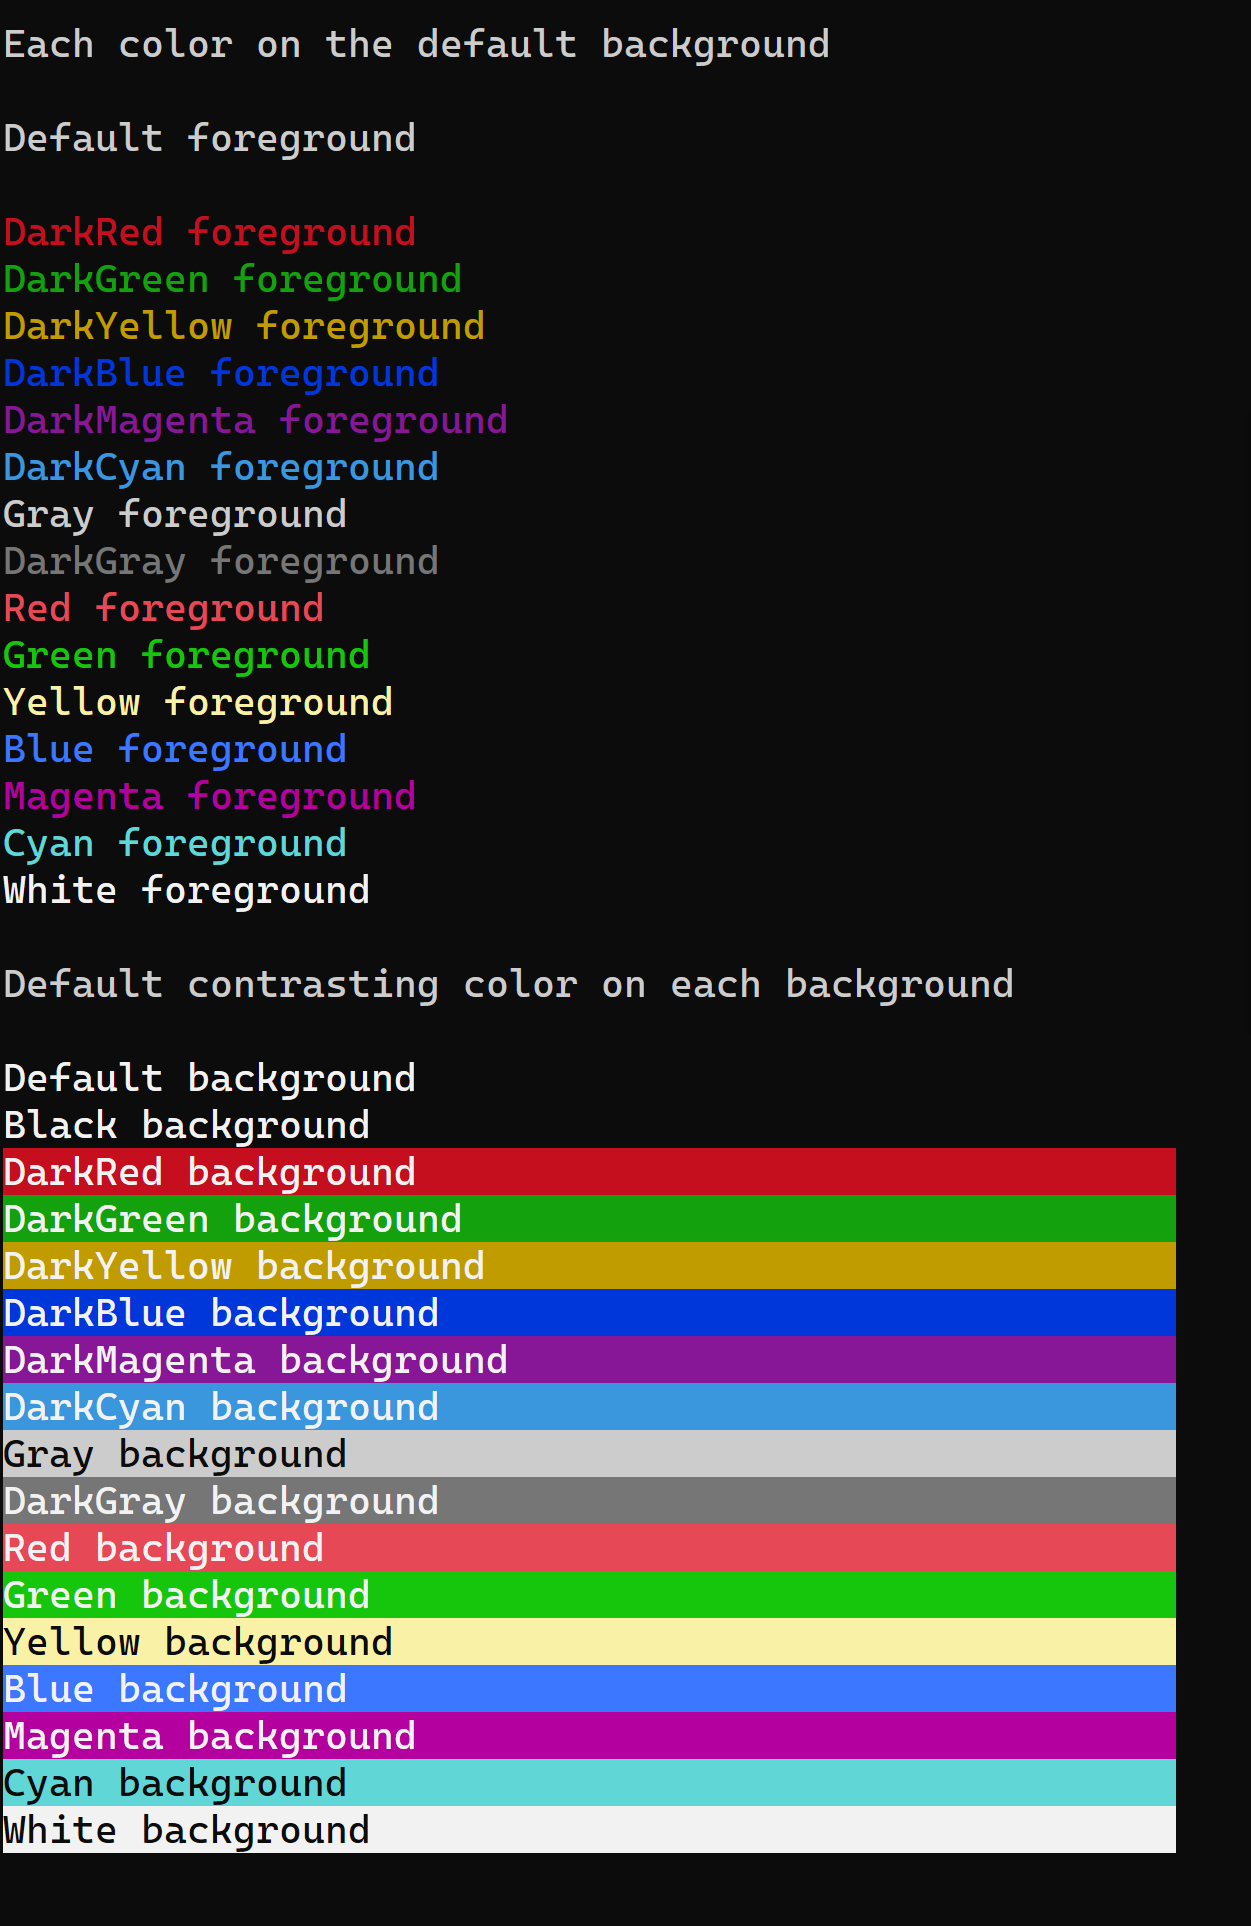 Each color on the default background
Default foreground
DarkRed foreground
DarkGreen foreground
DarkYellow foreground
DarkBlue foreground
DarkMagenta foreground
DarkCyan foreground
Gray foreground
DarkGray foreground
Red foreground
Green foreground
Yellow foreground
Blue foreground
Magenta foreground
Cyan foreground
White foreground
Default contrasting color on each background
Default background
Black background
DarkRed background
DarkGreen background
DarkYellow background
DarkBlue background
DarkMagenta background
DarkCyan background
Gray background
DarkGray background
Red background
Green background
Yellow background
Blue background
Magenta background
Cyan background
White background